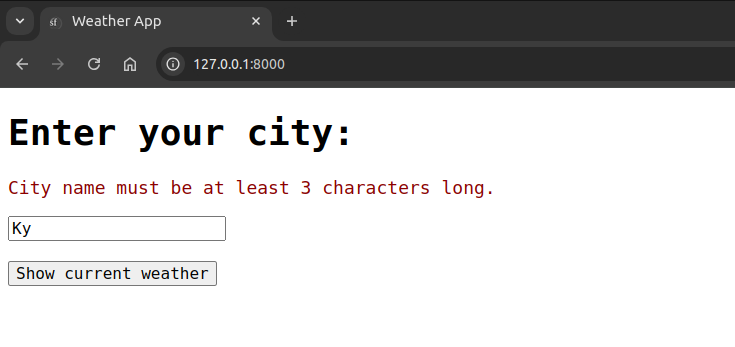 Weather App
127.0.0.1:8000
Enter your city:
City name must be at least 3 characters long.
Ky
Show current weather